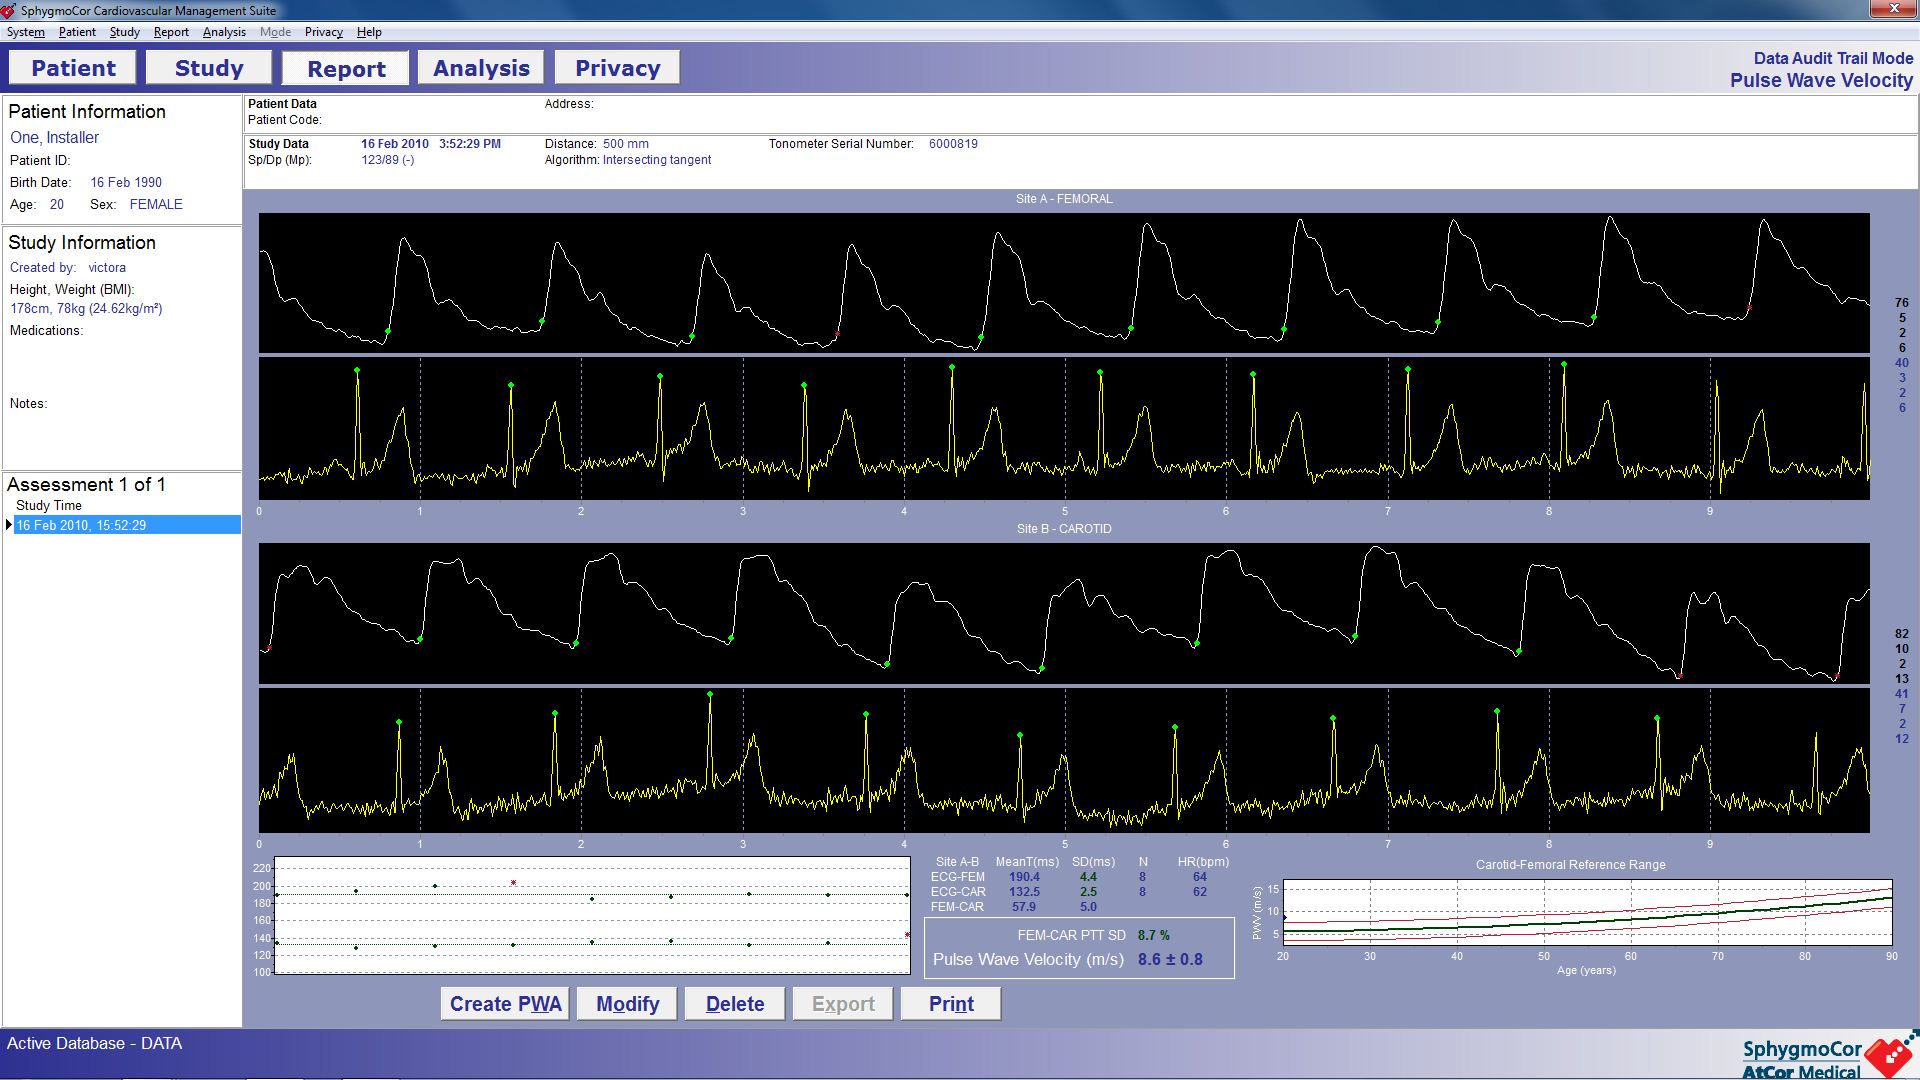 SphygmoCor Cardiovascular Management Suite
System Patient Study Report Analysis Mode Privacy Help
Patient Study Report Analysis Privacy
Data Audit Trail Mode
Pulse Wave Velocity
Patient Information
One, Installer
Patient ID:
Birth Date: 16 Feb 1990
Age: 20 Sex: FEMALE
Study Information
Created by: victora
Height, Weight (BMI):
178cm, 78kg (24.62kg/m²)
Medications:
Notes:
Assessment 1 of 1
Study Time
16 Feb 2010, 15:52:29
Patient Data Address:
Patient Code:
Study Data 16 Feb 2010 3:52:29 PM Distance: 500 mm Tonometer Serial Number: 6000819
Sp/Dp (Mp): 123/89 (-) Algorithm: Intersecting tangent
Site A - FEMORAL
76
5
2
6
40
3
2
6
0 1 2 3 4 5 6 7 8 9
Site B - CAROTID
82
10
2
13
41
7
2
12
0 1 2 3 4 5 6 7 8 9
220
200
180
160
140
120
100
Site A-B MeanT(ms) SD(ms) N HR(bpm)
ECG-FEM 190.4 4.4 8 64
ECG-CAR 132.5 2.5 8 62
FEM-CAR 57.9 5.0
FEM-CAR PTT SD 8.7 %
Pulse Wave Velocity (m/s) 8.6 ± 0.8
Carotid-Femoral Reference Range
PWV (m/s)
15
10
5
20 30 40 50 60 70 80 90
Age (years)
Create PWA Modify Delete Export Print
Active Database - DATA
SphygmoCor
AtCor Medical